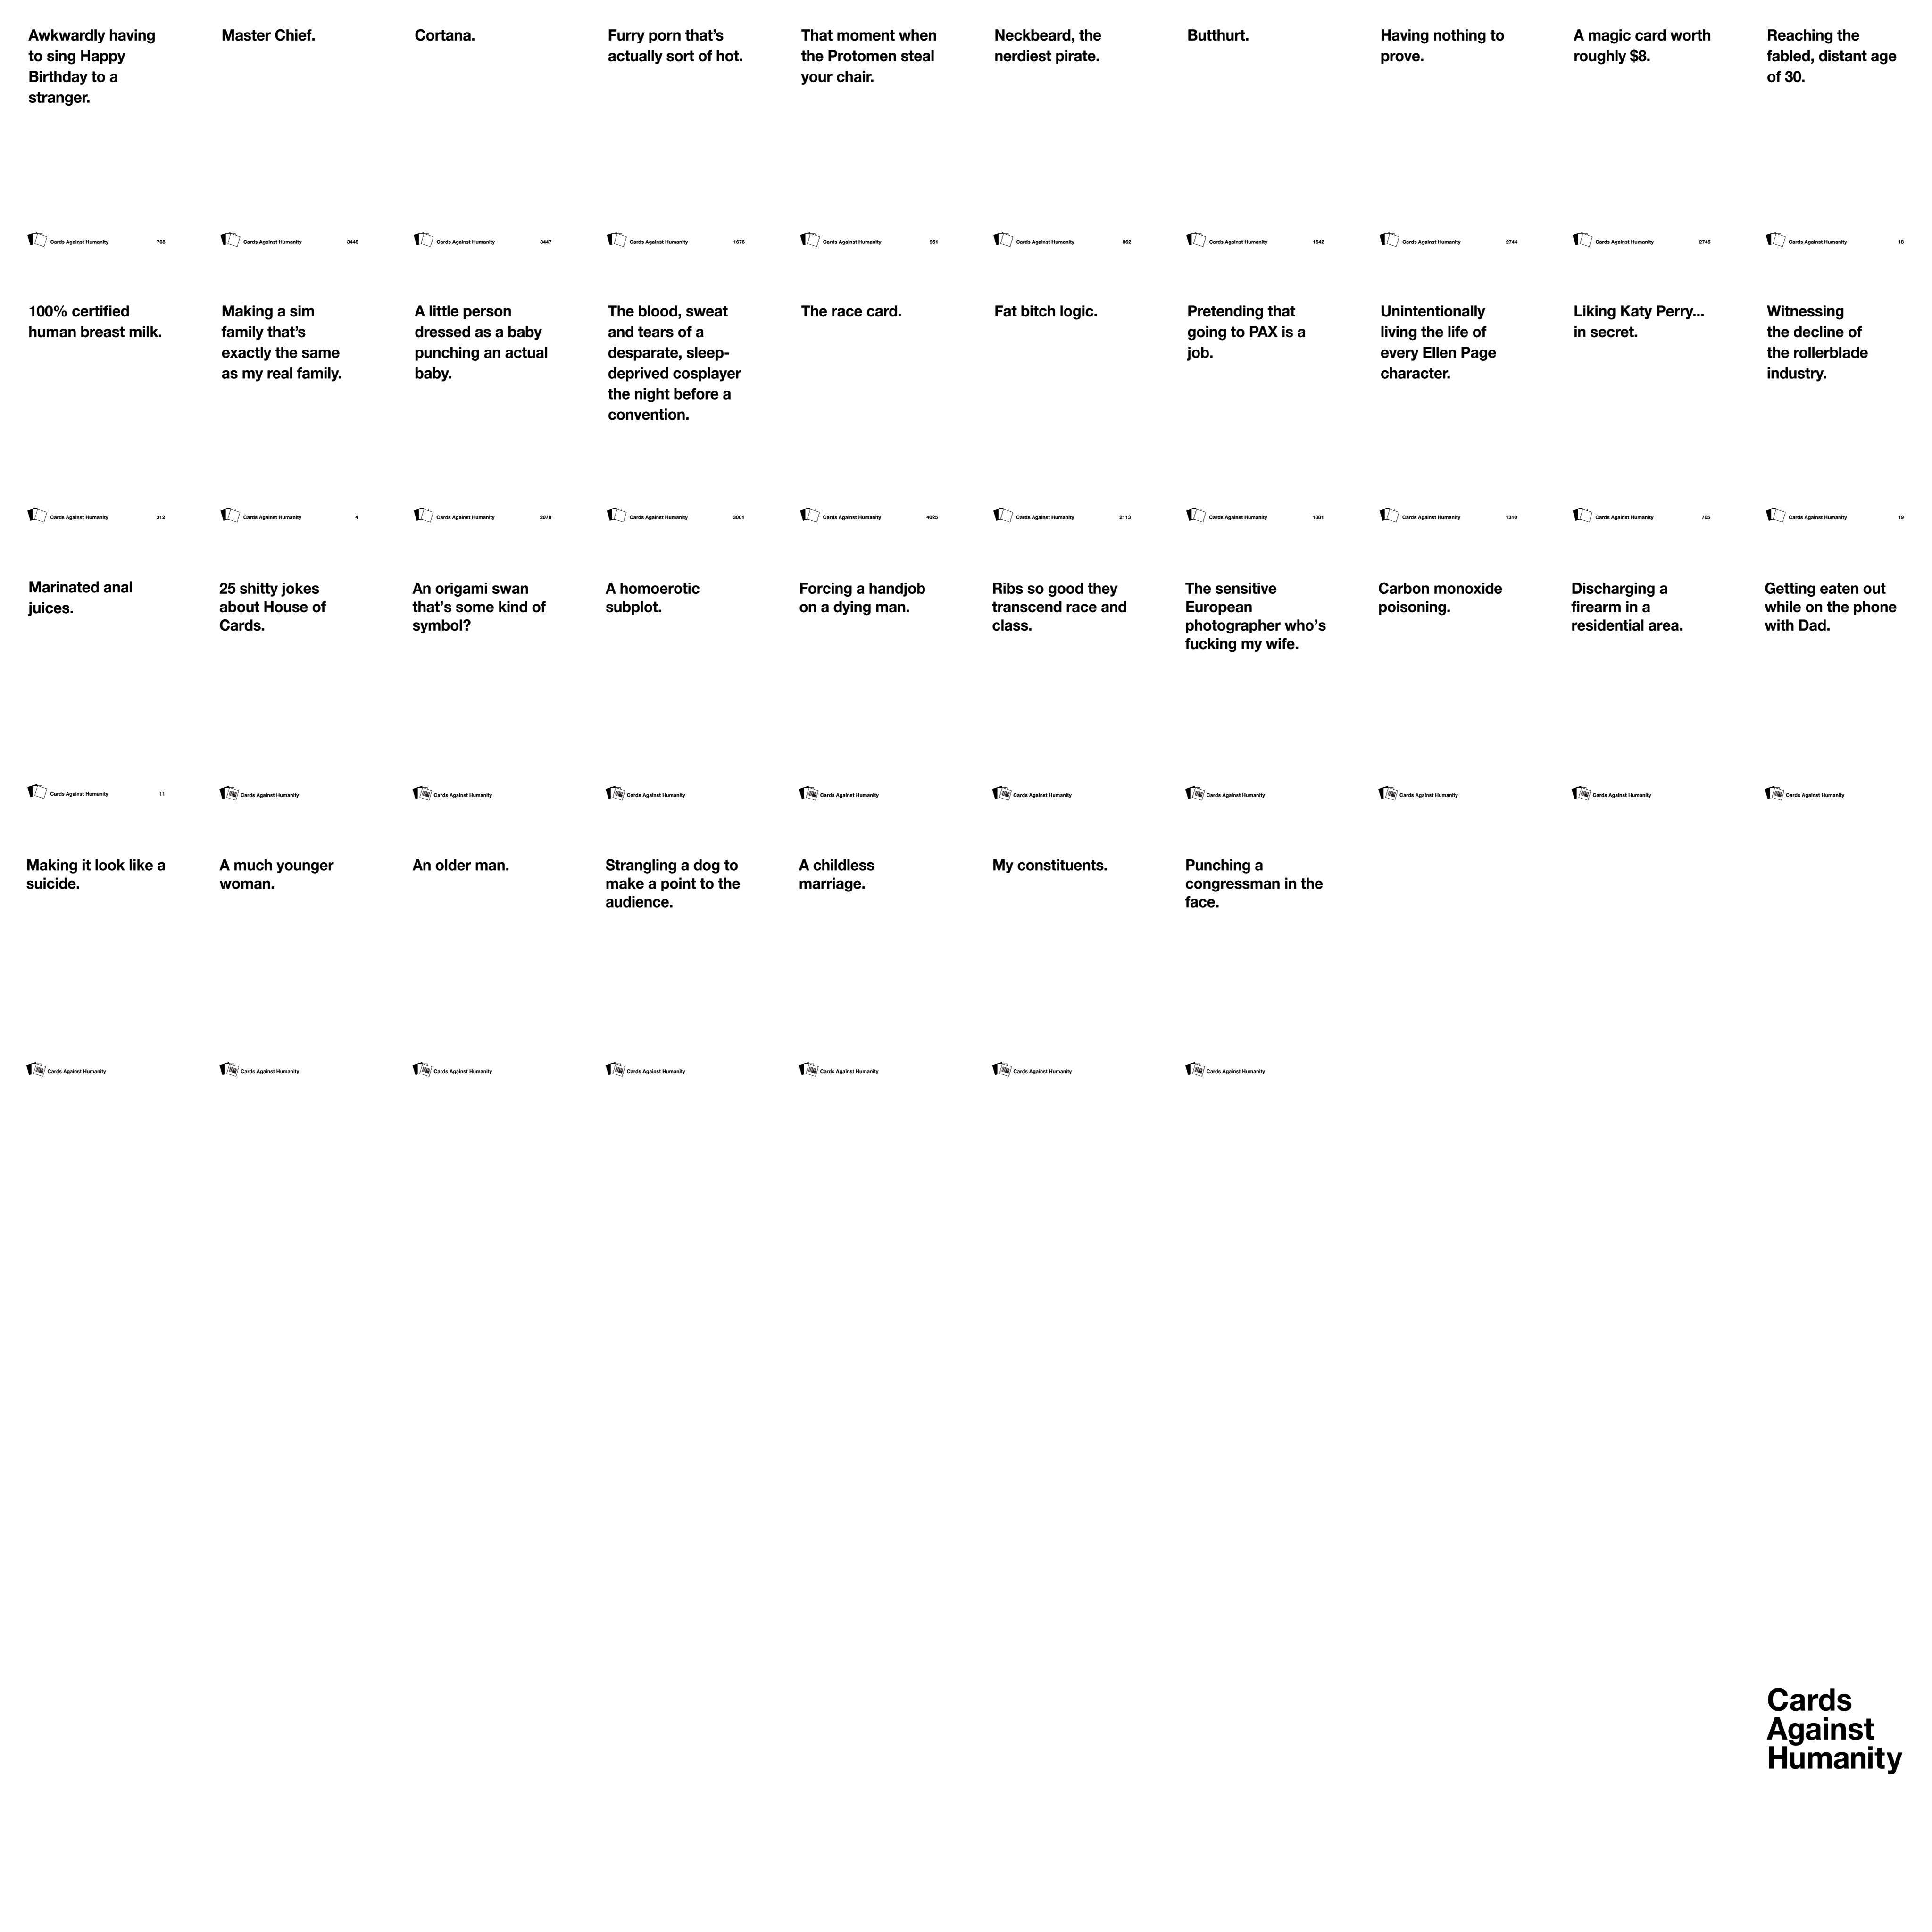 Awkwardly having
to sing Happy
Birthday to a
stranger.
Cards Against Humanity 708
Master Chief.
Cards Against Humanity 3448
Cortana.
Cards Against Humanity 3447
Furry porn that's
actually sort of hot.
Cards Against Humanity 1678
That moment when
the Protomen steal
your chair.
Cards Against Humanity 951
Neckbeard, the
nerdiest pirate.
Cards Against Humanity 862
Butthurt.
Cards Against Humanity 1842
Having nothing to
prove.
Cards Against Humanity 2744
A magic card worth
roughly $8.
Cards Against Humanity 2745
Reaching the
fabled, distant age
of 30.
Cards Against Humanity 18
100% certified
human breast milk.
Cards Against Humanity 312
Making a sim
family that's
exactly the same
as my real family.
Cards Against Humanity 4
A little person
dressed as a baby
punching an actual
baby.
Cards Against Humanity 2079
The blood, sweat
and tears of a
desparate, sleep-
deprived cosplayer
the night before a
convention.
Cards Against Humanity 3001
The race card.
Cards Against Humanity 4025
Fat bitch logic.
Cards Against Humanity 2113
Pretending that
going to PAX is a
job.
Cards Against Humanity 1881
Unintentionally
living the life of
every Ellen Page
character.
Cards Against Humanity 1310
Liking Katy Perry...
in secret.
Cards Against Humanity 705
Witnessing
the decline of
the rollerblade
industry.
Cards Against Humanity 19
Marinated anal
juices.
Cards Against Humanity 11
25 shitty jokes
about House of
Cards.
Cards Against Humanity
An origami swan
that's some kind of
symbol?
Cards Against Humanity
A homoerotic
subplot.
Cards Against Humanity
Forcing a handjob
on a dying man.
Cards Against Humanity
Ribs so good they
transcend race and
class.
Cards Against Humanity
The sensitive
European
photographer who's
fucking my wife.
Cards Against Humanity
Carbon monoxide
poisoning.
Cards Against Humanity
Discharging a
firearm in a
residential area.
Cards Against Humanity
Getting eaten out
while on the phone
with Dad.
Cards Against Humanity
Making it look like a
suicide.
Cards Against Humanity
A much younger
woman.
Cards Against Humanity
An older man.
Cards Against Humanity
Strangling a dog to
make a point to the
audience.
Cards Against Humanity
A childless
marriage.
Cards Against Humanity
My constituents.
Cards Against Humanity
Punching a
congressman in the
face.
Cards Against Humanity
Cards
Against
Humanity